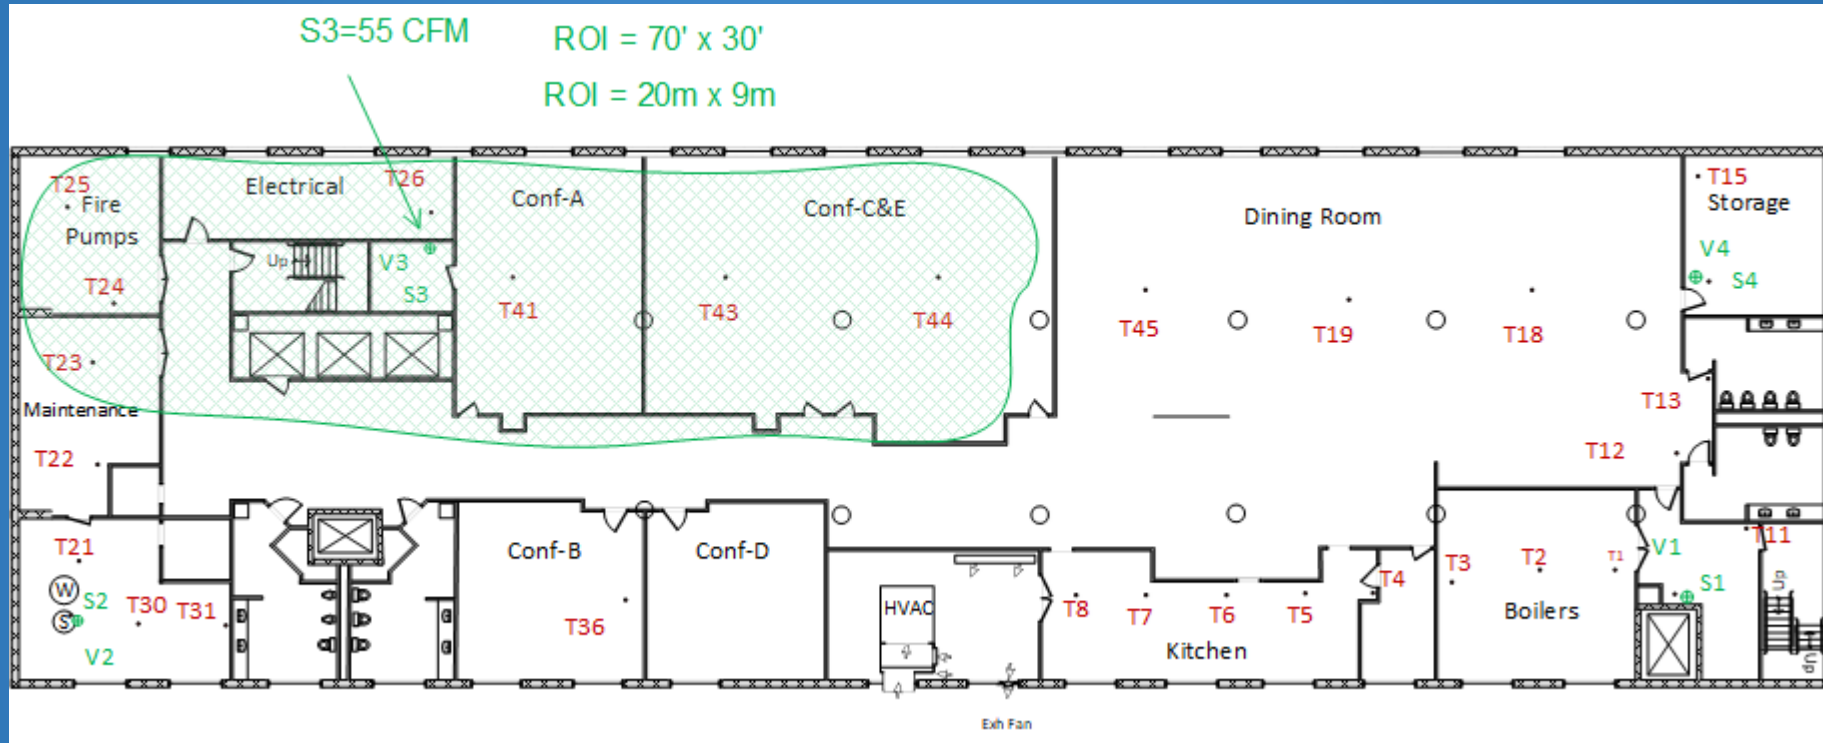 S3=55 CFM
ROI = 70' x 30'
ROI = 20m x 9m
T25
Fire
Pumps
T24
Electrical
T26
Conf-A
Conf-C&E
Dining Room
T15
Storage
V4
S4
Up
V3
S3
T41
T43
T44
T45
T19
T18
T23
Maintenance
T22
T13
T12
T21
W
S2
S
V2
T30
T31
Conf-B
T36
Conf-D
HVAC
Exh Fan
T8
T7
T6
T5
T4
Kitchen
T3
T2
T1
Boilers
V1
S1
T11
Up
Up